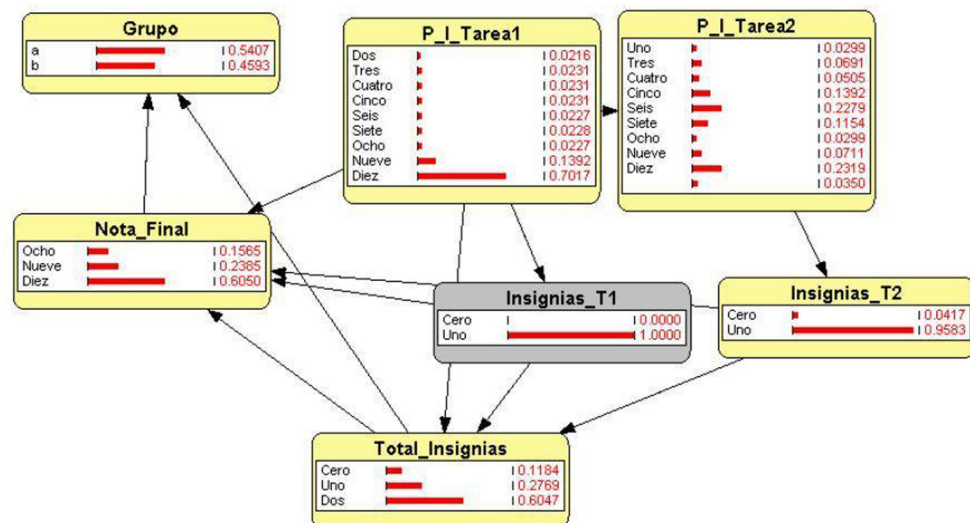 Grupo
a 0.5407
b 0.4593
P_I_Tarea1
Dos 0.0216
Tres 0.0231
Cuatro 0.0231
Cinco 0.0231
Seis 0.0227
Siete 0.0228
Ocho 0.0227
Nueve 0.1392
Diez 0.7017
P_I_Tarea2
Uno 0.0299
Tres 0.0691
Cuatro 0.0505
Cinco 0.1392
Seis 0.2279
Siete 0.1154
Ocho 0.0299
Nueve 0.0711
Diez 0.2319
0.0350
Nota_Final
Ocho 0.1565
Nueve 0.2385
Diez 0.6050
Insignias_T1
Cero 0.0000
Uno 1.0000
Insignias_T2
Cero 0.0417
Uno 0.9583
Total_Insignias
Cero 0.1184
Uno 0.2769
Dos 0.6047